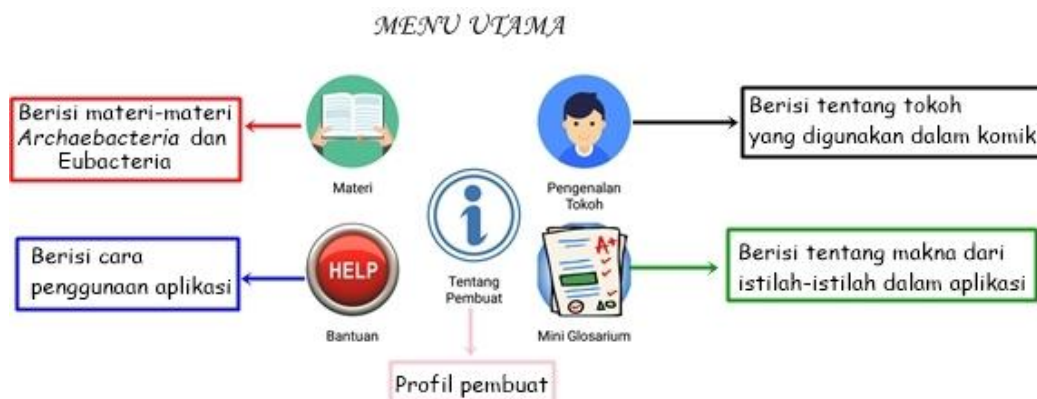 MENU UTAMA
Berisi materi-materi
Archaebacteria dan
Eubacteria
Materi
Pengenalan
Tokoh
Berisi tentang tokoh
yang digunakan dalam komik
Berisi cara
penggunaan aplikasi
HELP
Bantuan
Tentang
Pembuat
A+
Mini Glosarium
Berisi tentang makna dari
istilah-istilah dalam aplikasi
Profil pembuat